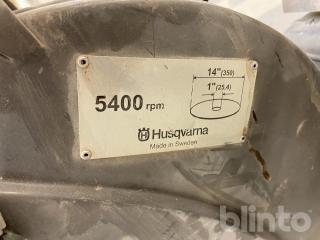 14"(350)
1"(25,4)
5400 rpm
Husqvarna
Made in Sweden
blinto